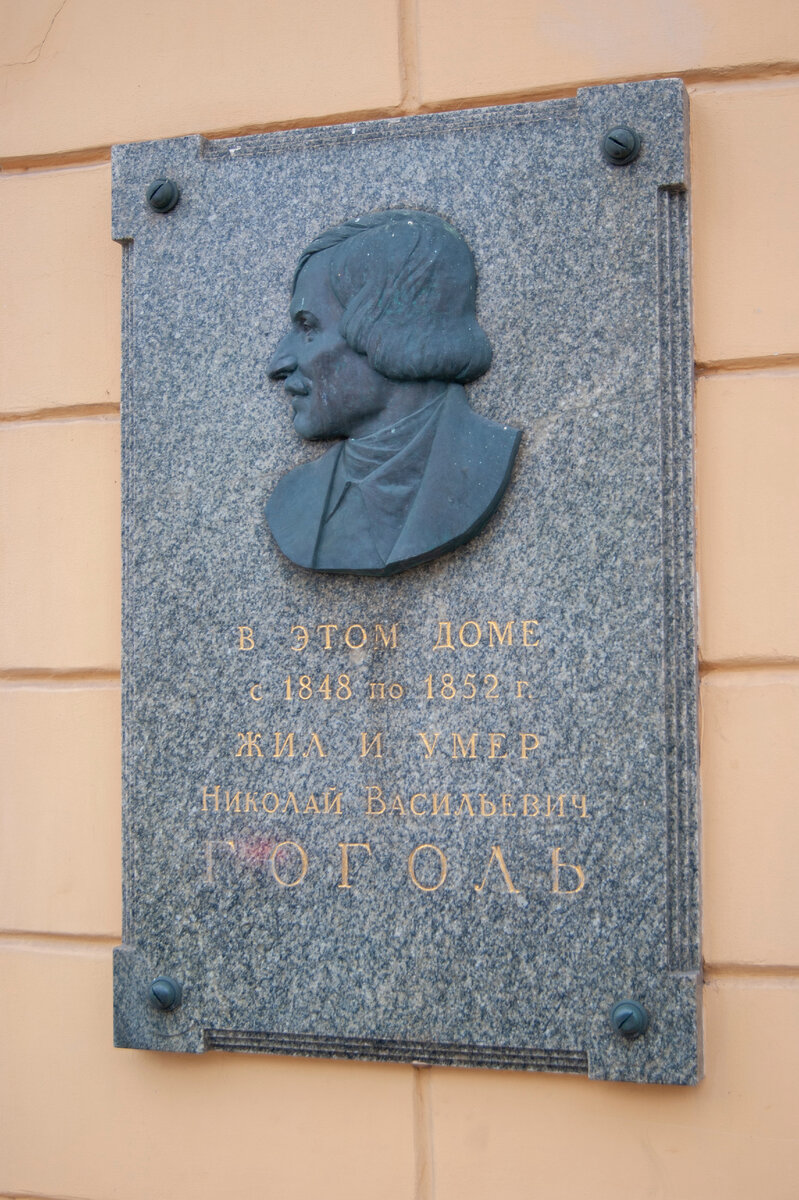 В ЭТОМ ДОМЕ
с 1848 по 1852 г.
ЖИЛ И УМЕР
НИКОЛАЙ ВАСИЛЬЕВИЧ
ГОГОЛЬ